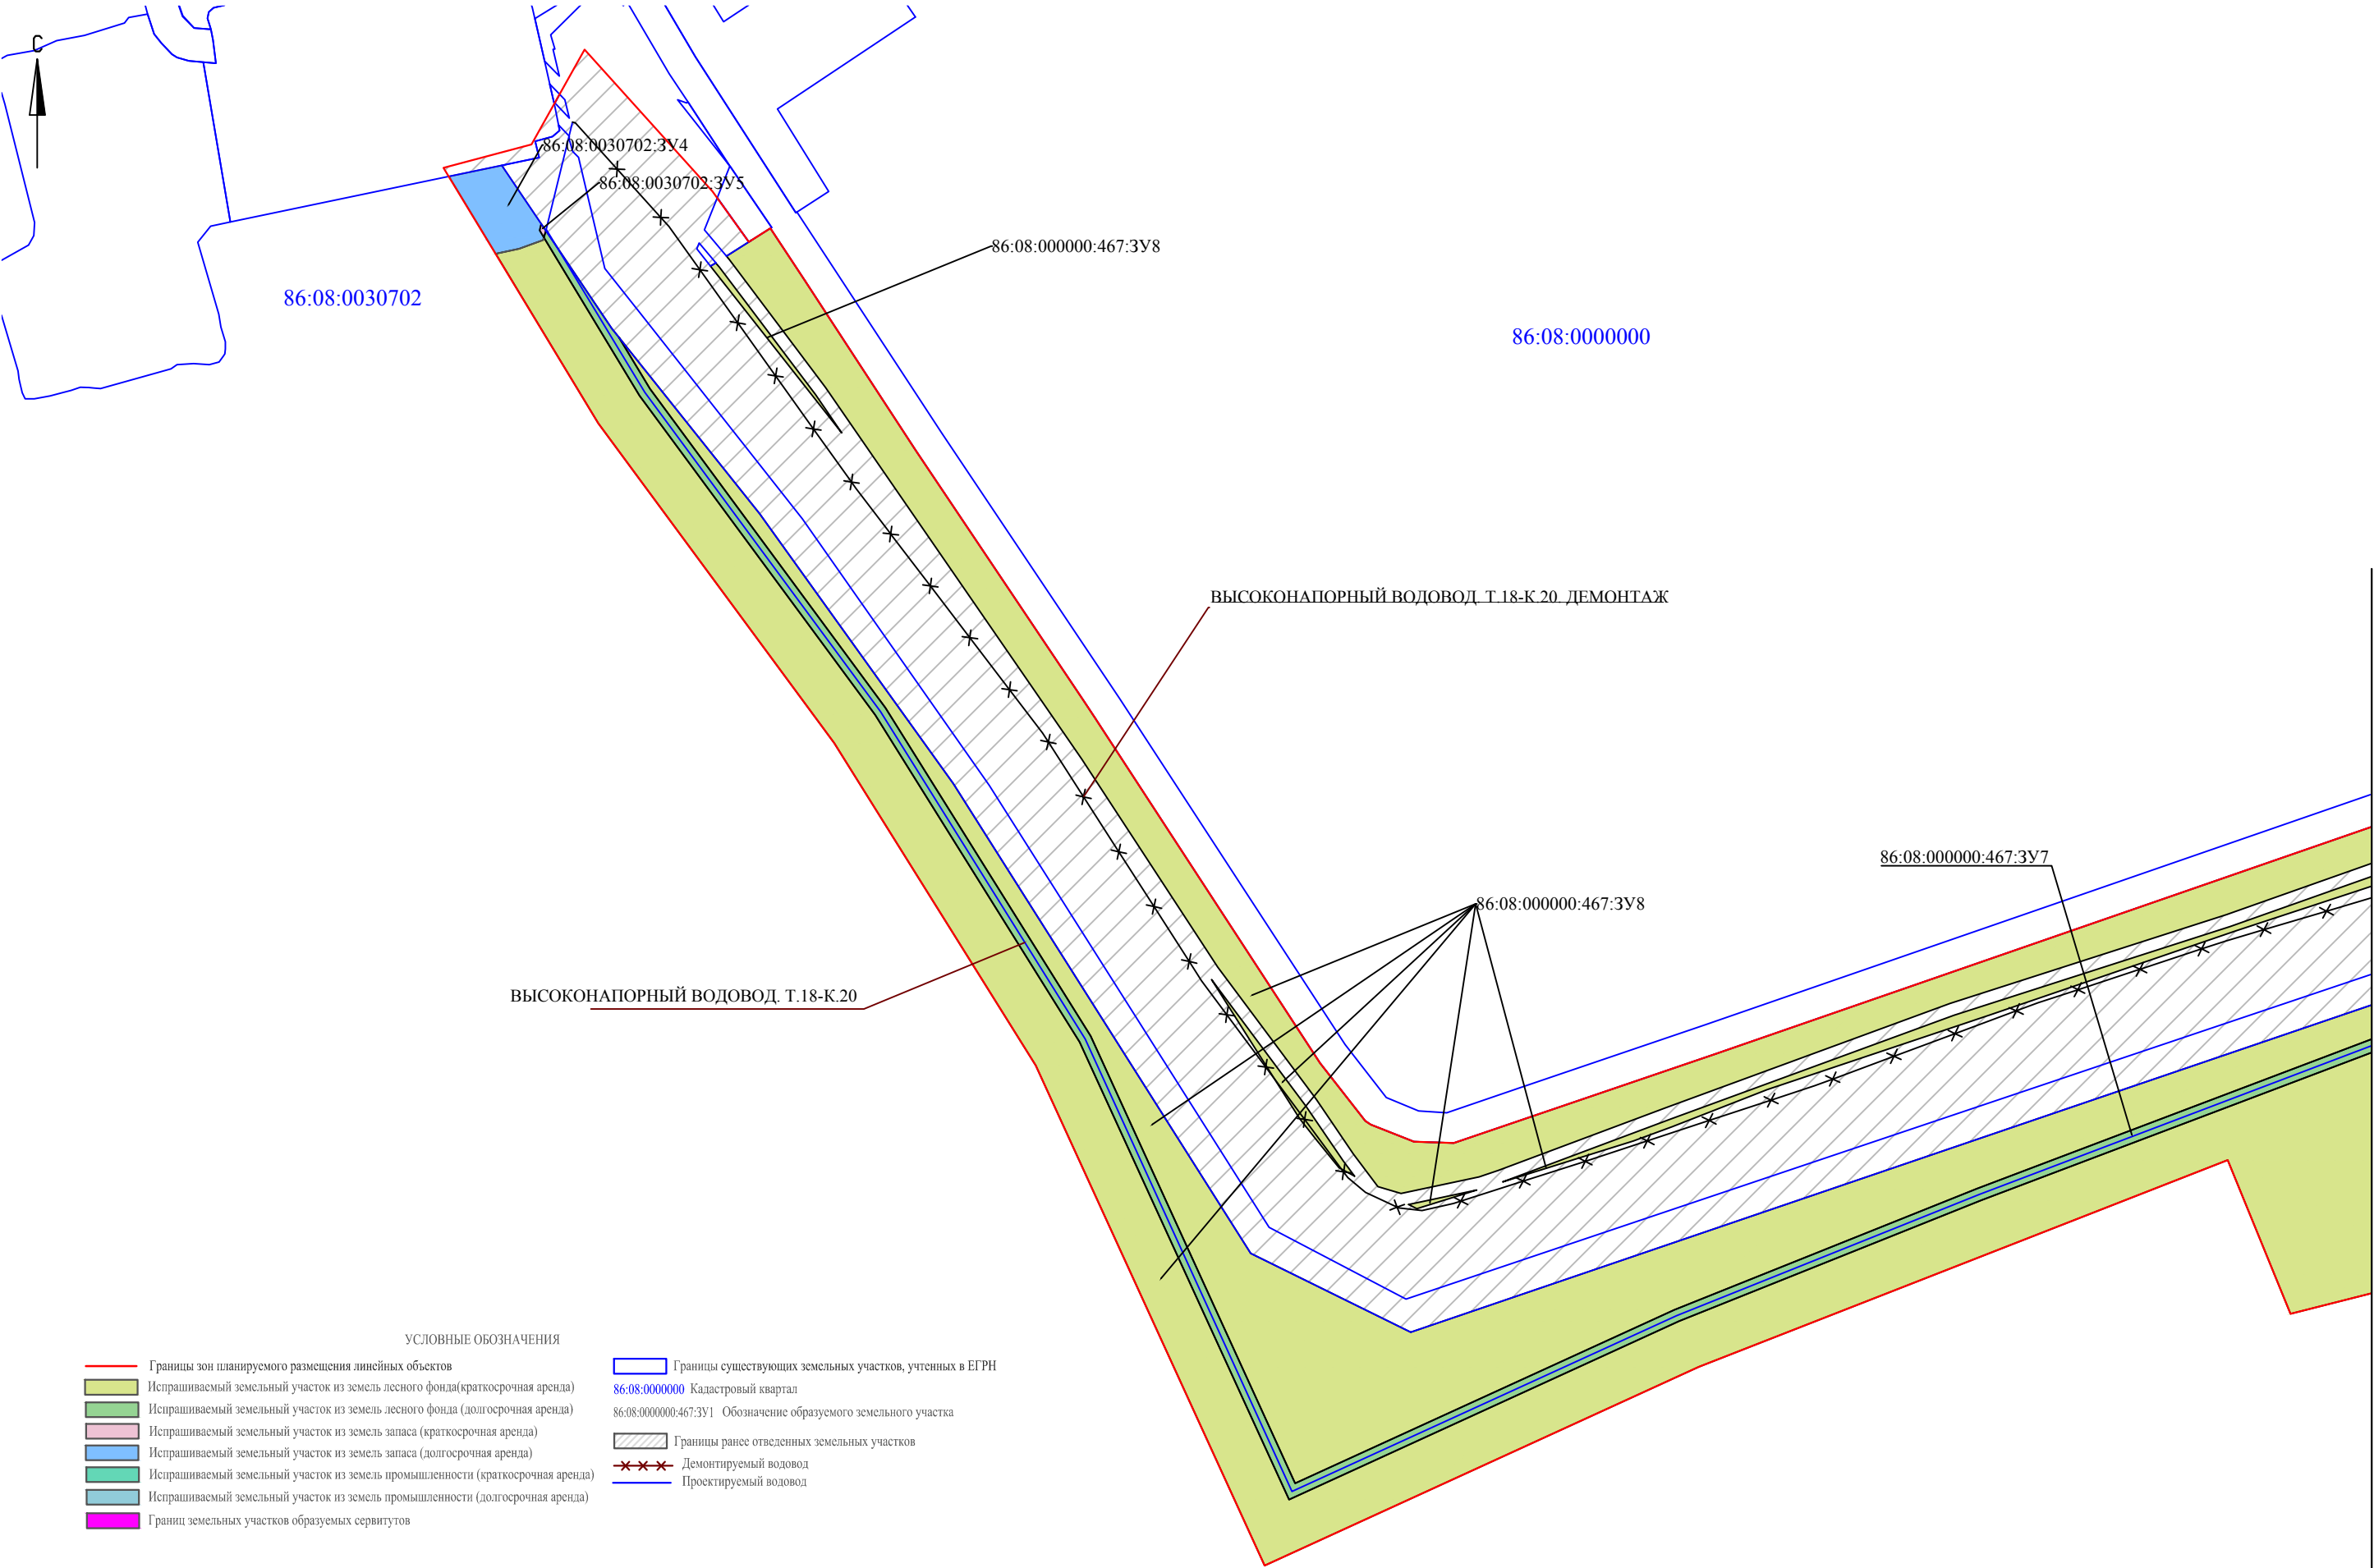 С
86:08:0030702:ЗУ4
86:08:0030702:ЗУ5
86:08:000000:467:ЗУ8
86:08:0030702
86:08:0000000
ВЫСОКОНАПОРНЫЙ ВОДОВОД. Т.18-К.20. ДЕМОНТАЖ
86:08:000000:467:ЗУ7
86:08:000000:467:ЗУ8
ВЫСОКОНАПОРНЫЙ ВОДОВОД. Т.18-К.20
УСЛОВНЫЕ ОБОЗНАЧЕНИЯ
Границы зон планируемого размещения линейных объектов
Испрашиваемый земельный участок из земель лесного фонда(краткосрочная аренда)
Испрашиваемый земельный участок из земель лесного фонда (долгосрочная аренда)
Испрашиваемый земельный участок из земель запаса (краткосрочная аренда)
Испрашиваемый земельный участок из земель запаса (долгосрочная аренда)
Испрашиваемый земельный участок из земель промышленности (краткосрочная аренда)
Испрашиваемый земельный участок из земель промышленности (долгосрочная аренда)
Границ земельных участков образуемых сервитутов
Границы существующих земельных участков, учтенных в ЕГРН
86:08:0000000 Кадастровый квартал
86:08:0000000:467:ЗУ1 Обозначение образуемого земельного участка
Границы ранее отведенных земельных участков
Демонтируемый водовод
Проектируемый водовод